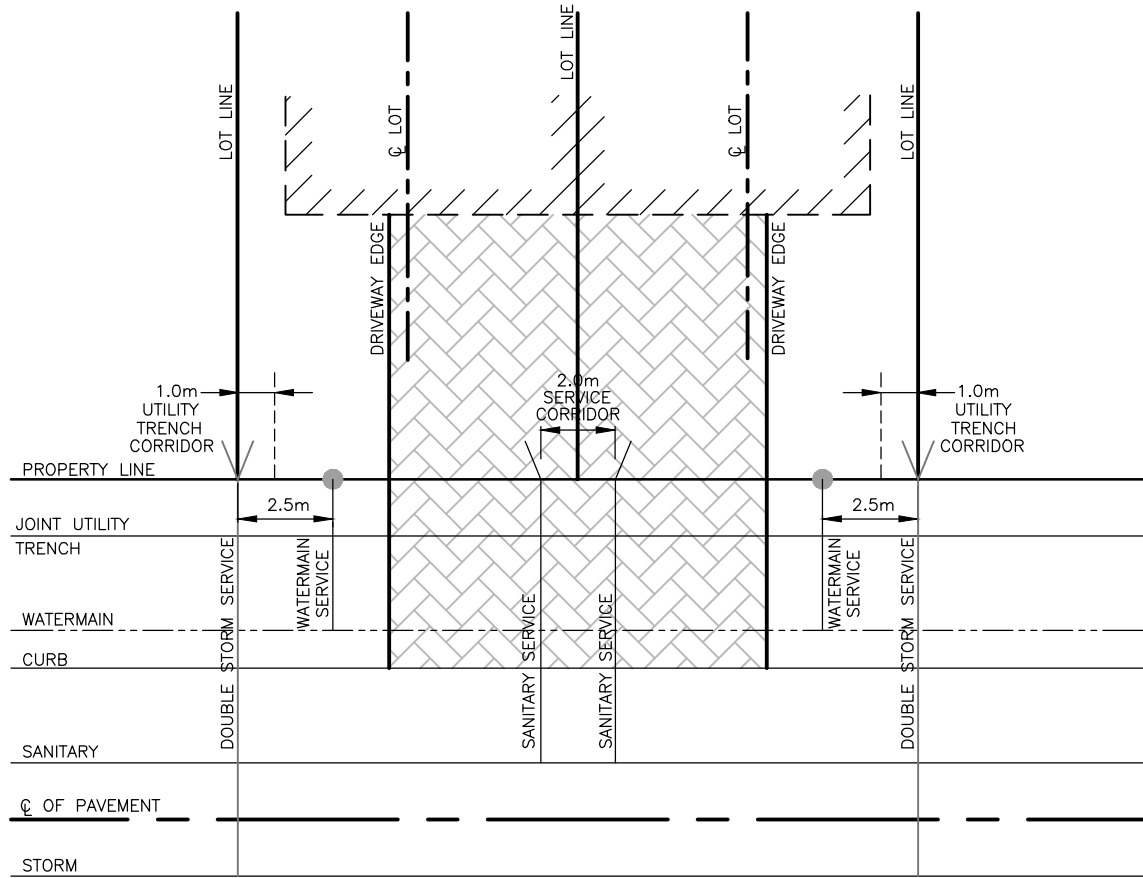 LOT LINE
LOT LINE
LOT LINE
℄ LOT
℄ LOT
LOT LINE
DRIVEWAY EDGE
DRIVEWAY EDGE
1.0m
UTILITY
TRENCH
CORRIDOR
2.0m
SERVICE
CORRIDOR
1.0m
UTILITY
TRENCH
CORRIDOR
PROPERTY LINE
2.5m
2.5m
JOINT UTILITY
TRENCH
DOUBLE STORM SERVICE
WATERMAIN
SERVICE
WATERMAIN
SERVICE
DOUBLE STORM SERVICE
SANITARY SERVICE
SANITARY SERVICE
WATERMAIN
CURB
SANITARY
℄ OF PAVEMENT
STORM